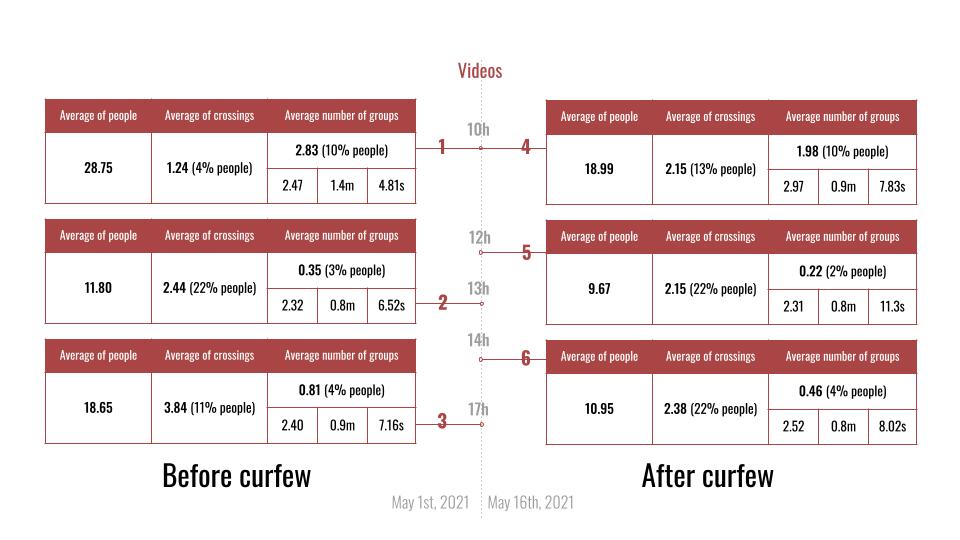 Videos
Average of people Average of crossings Average number of groups
28.75 1.24 (4% people) 2.83 (10% people)
2.47 1.4m 4.81s
10h
1 4
Average of people Average of crossings Average number of groups
18.99 2.15 (13% people) 1.98 (10% people)
2.97 0.9m 7.83s
Average of people Average of crossings Average number of groups
11.80 2.44 (22% people) 0.35 (3% people)
2.32 0.8m 6.52s
12h
5
13h
2
Average of people Average of crossings Average number of groups
9.67 2.15 (22% people) 0.22 (2% people)
2.31 0.8m 11.3s
Average of people Average of crossings Average number of groups
18.65 3.84 (11% people) 0.81 (4% people)
2.40 0.9m 7.16s
14h
6
17h
3
Average of people Average of crossings Average number of groups
10.95 2.38 (22% people) 0.46 (4% people)
2.52 0.8m 8.02s
Before curfew After curfew
May 1st, 2021 May 16th, 2021